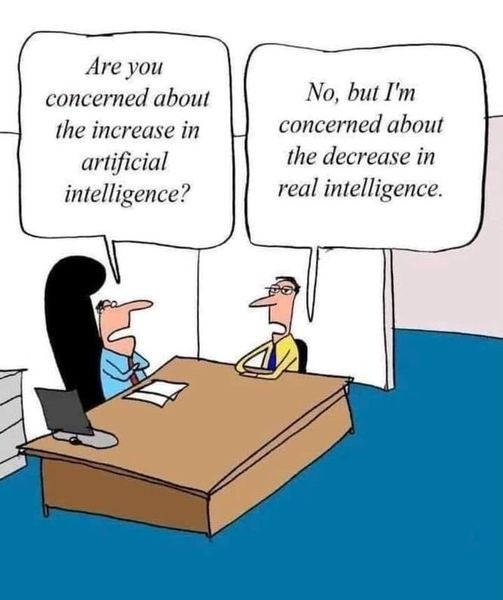 Are you
concerned about
the increase in
artificial
intelligence?
No, but I'm
concerned about
the decrease in
real intelligence.